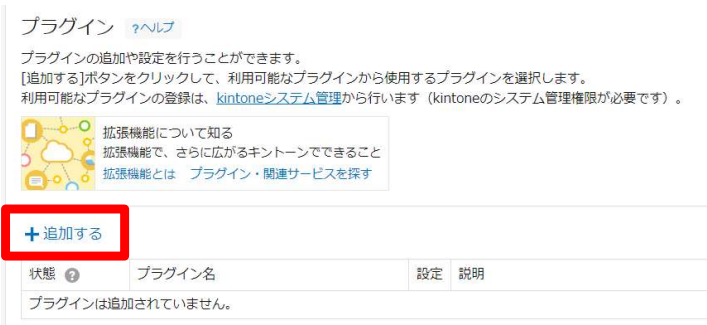 プラグイン ?ヘルプ
プラグインの追加や設定を行うことができます。
[追加する]ボタンをクリックして、利用可能なプラグインから使用するプラグインを選択します。
利用可能なプラグインの登録は、kintoneシステム管理から行います（kintoneのシステム管理権限が必要です）。
拡張機能について知る
拡張機能で、さらに広がるキントーンでできること
拡張機能とは プラグイン・関連サービスを探す
+追加する
状態 ? プラグイン名 設定 説明
プラグインは追加されていません。